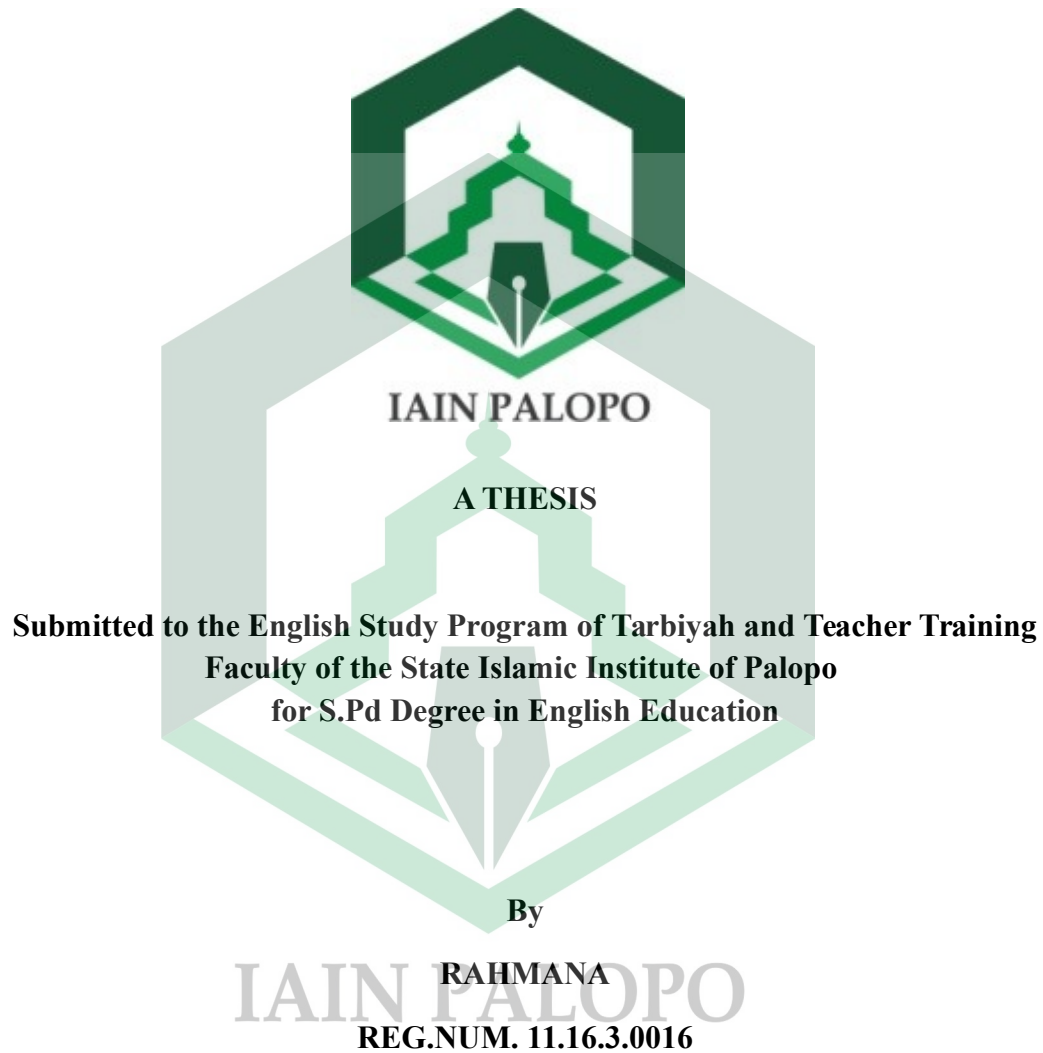 IAIN PALOPO
A THESIS
Submitted to the English Study Program of Tarbiyah and Teacher Training
Faculty of the State Islamic Institute of Palopo
for S.Pd Degree in English Education
By
RAHMANA
IAIN PALOPO
REG.NUM. 11.16.3.0016